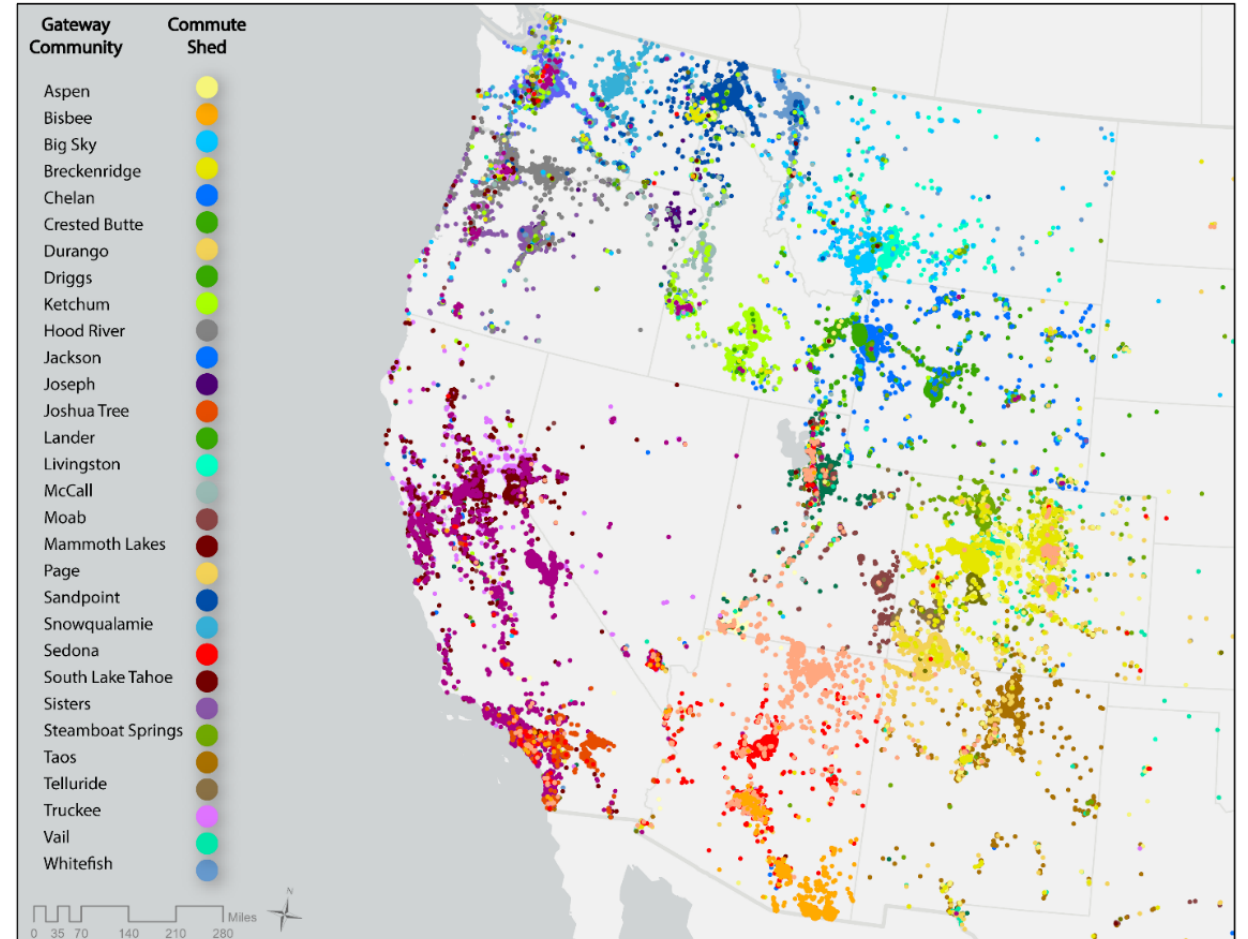 Gateway
Community
Commute
Shed
Aspen
Bisbee
Big Sky
Breckenridge
Chelan
Crested Butte
Durango
Driggs
Ketchum
Hood River
Jackson
Joseph
Joshua Tree
Lander
Livingston
McCall
Moab
Mammoth Lakes
Page
Sandpoint
Snowqualamie
Sedona
South Lake Tahoe
Sisters
Steamboat Springs
Taos
Telluride
Truckee
Vail
Whitefish
N
Miles
0 35 70 140 210 280